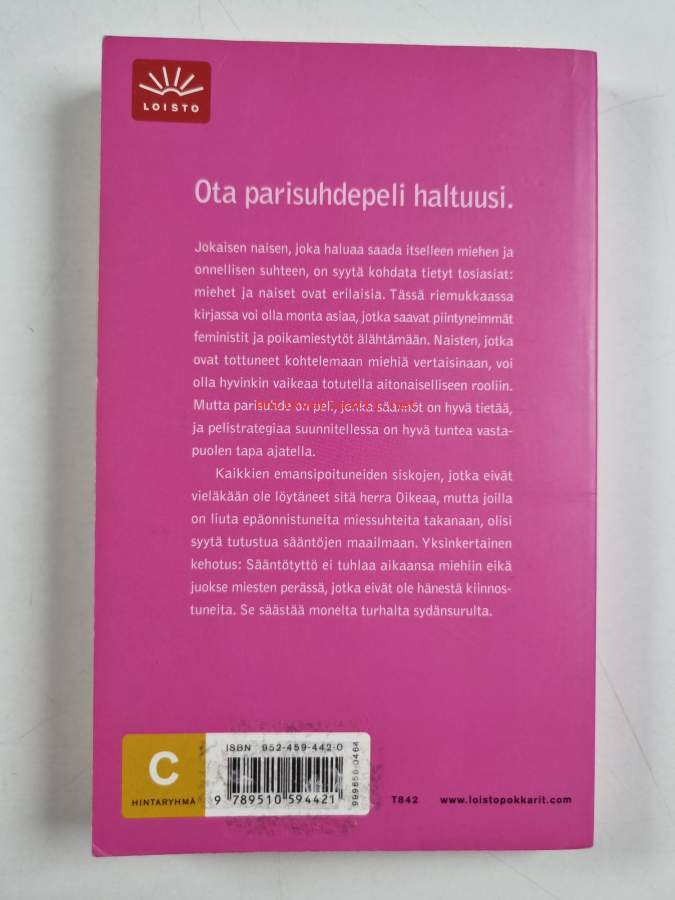 LOISTO
Ota parisuhdepeli haltuusi.
Jokaisen naisen, joka haluaa saada itselleen miehen ja
onnellisen suhteen, on syytä kohdata tietyt tosiasiat:
miehet ja naiset ovat erilaisia. Tässä riemukkaassa
kirjassa voi olla monta asiaa, jotka saavat piintyneimmät
feministit ja poikamiestytöt älähtämään. Naisten, jotka
ovat tottuneet kohtelemaan miehiä vertaisinaan, voi
olla hyvinkin vaikeaa totutella aitonaiselliseen rooliin.
Mutta parisuhde on peli, jonka säännöt on hyvä tietää,
ja pelistrategiaa suunnitellessa on hyvä tuntea vasta-
puolen tapa ajatella.
Kaikkien emansipoituneiden siskojen, jotka eivät
vieläkään ole löytäneet sitä herra Oikeaa, mutta joilla
on liuta epäonnistuneita miessuhteita takanaan, olisi
syytä tutustua sääntöjen maailmaan. Yksinkertainen
kehotus: Sääntötyttö ei tuhlaa aikaansa miehiin eikä
juokse miesten perässä, jotka eivät ole hänestä kiinnos-
tuneita. Se säästää monelta turhalta sydänsurulta.
C
HINTARYHMÄ
ISBN 952-459-442-0
9 789510 594421
999656-0464
T842 www.loistopokkarit.com